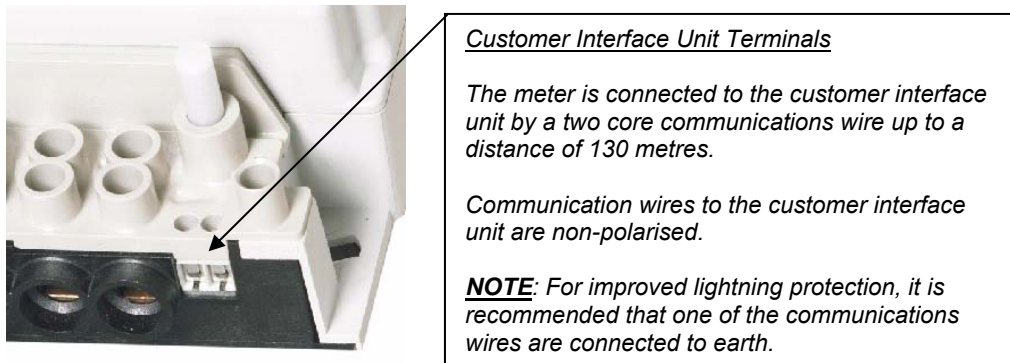 Customer Interface Unit Terminals
The meter is connected to the customer interface
unit by a two core communications wire up to a
distance of 130 metres.
Communication wires to the customer interface
unit are non-polarised.
NOTE: For improved lightning protection, it is
recommended that one of the communications
wires are connected to earth.